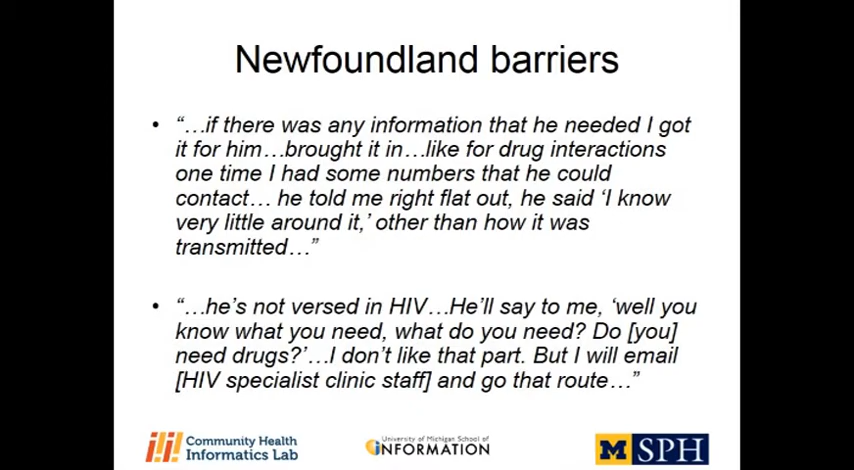 Newfoundland barriers
• “…if there was any information that he needed I got
it for him…brought it in…like for drug interactions
one time I had some numbers that he could
contact… he told me right flat out, he said ‘I know
very little around it,’ other than how it was
transmitted…”
• “…he’s not versed in HIV…He’ll say to me, ‘well you
know what you need, what do you need? Do [you]
need drugs?’…I don’t like that part. But I will email
[HIV specialist clinic staff] and go that route…”
Community Health
Informatics Lab
University of Michigan School of
INFORMATION
M SPH